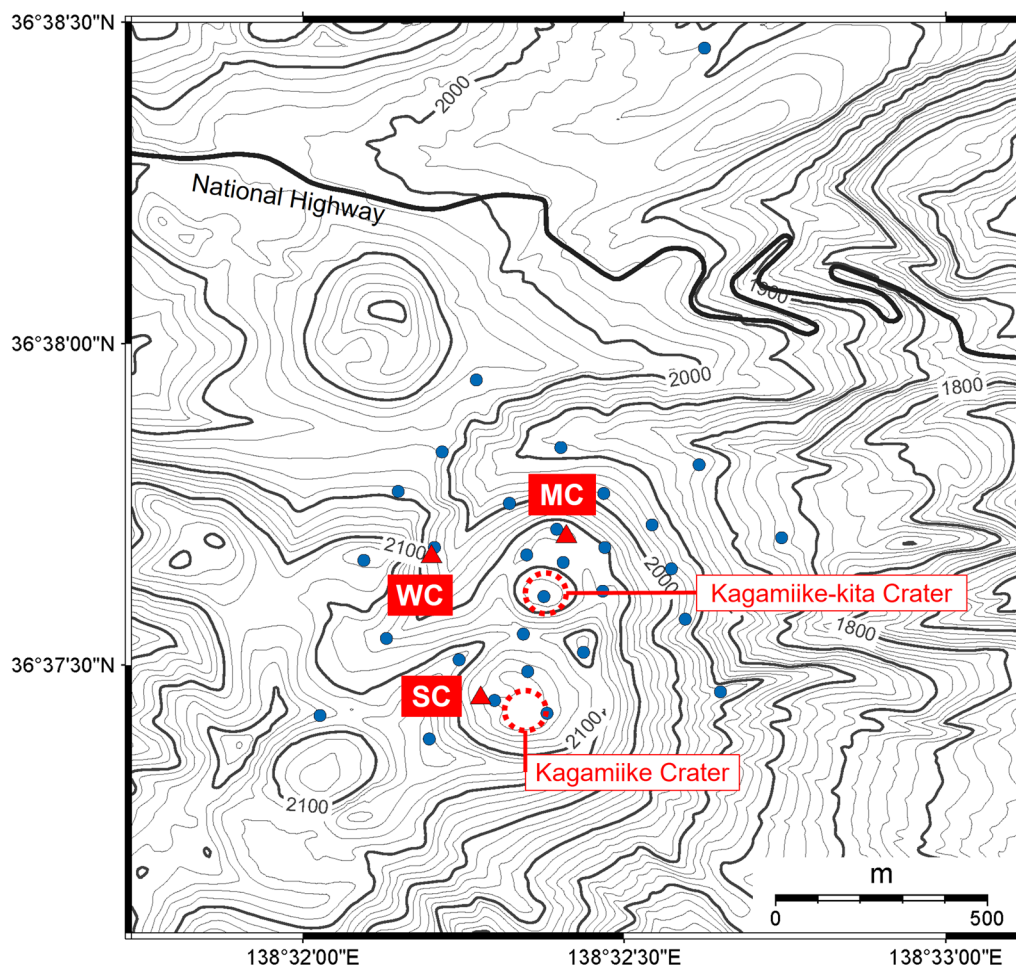 36°38'30"N
2000
National Highway
1900
36°38'00"N
2000
1800
MC
2100
WC
2000
Kagamiike-kita Crater
1800
36°37'30"N
SC
2100
Kagamiike Crater
2100
m
0 500
138°32'00"E 138°32'30"E 138°33'00"E